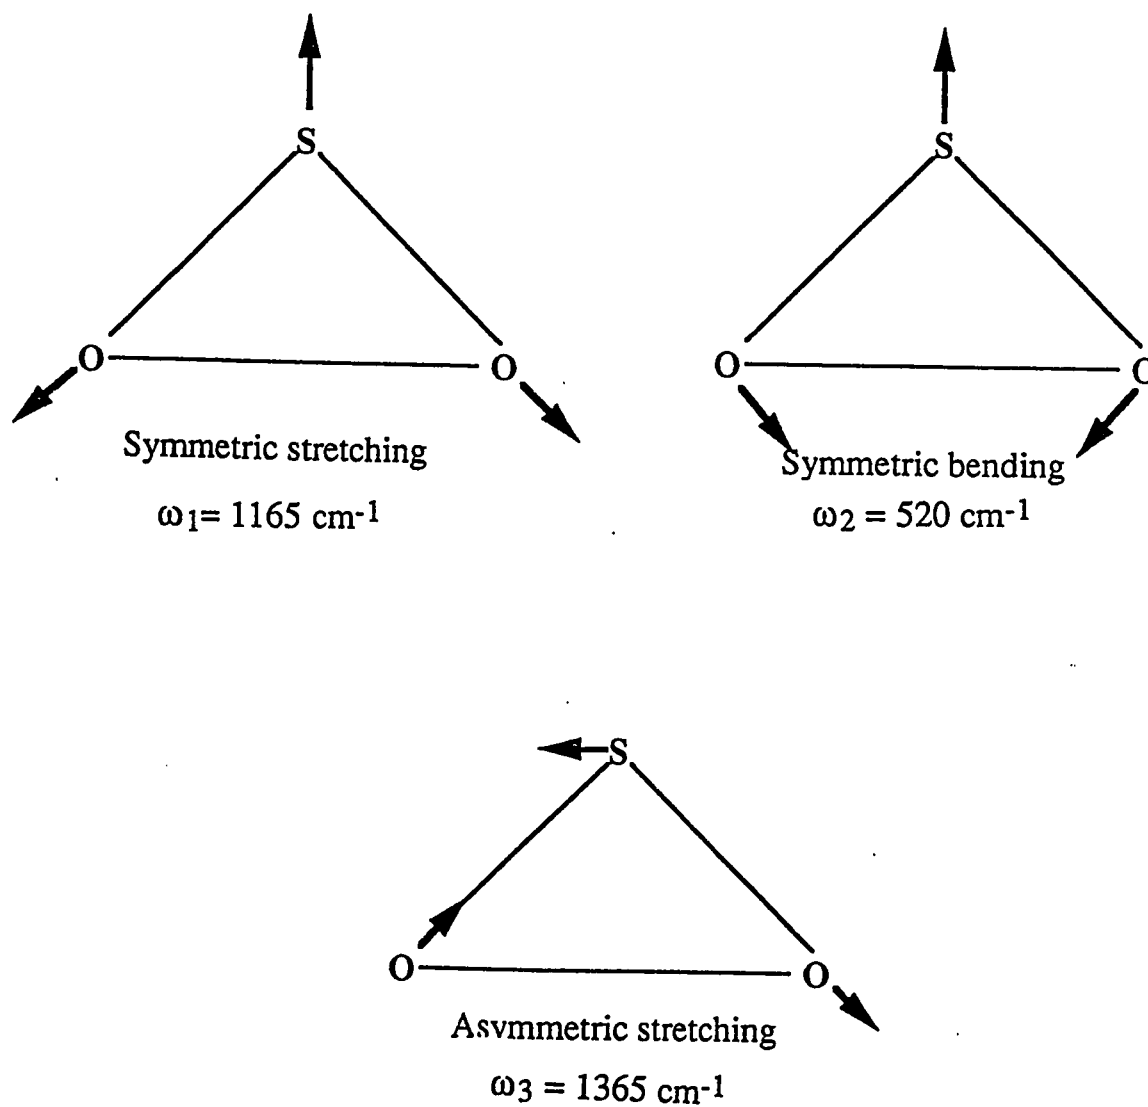 S
S
O
O
O
O
Symmetric stretching
Symmetric bending
ω1= 1165 cm-1
ω2 = 520 cm-1
S
O
O
Asymmetric stretching
ω3 = 1365 cm-1